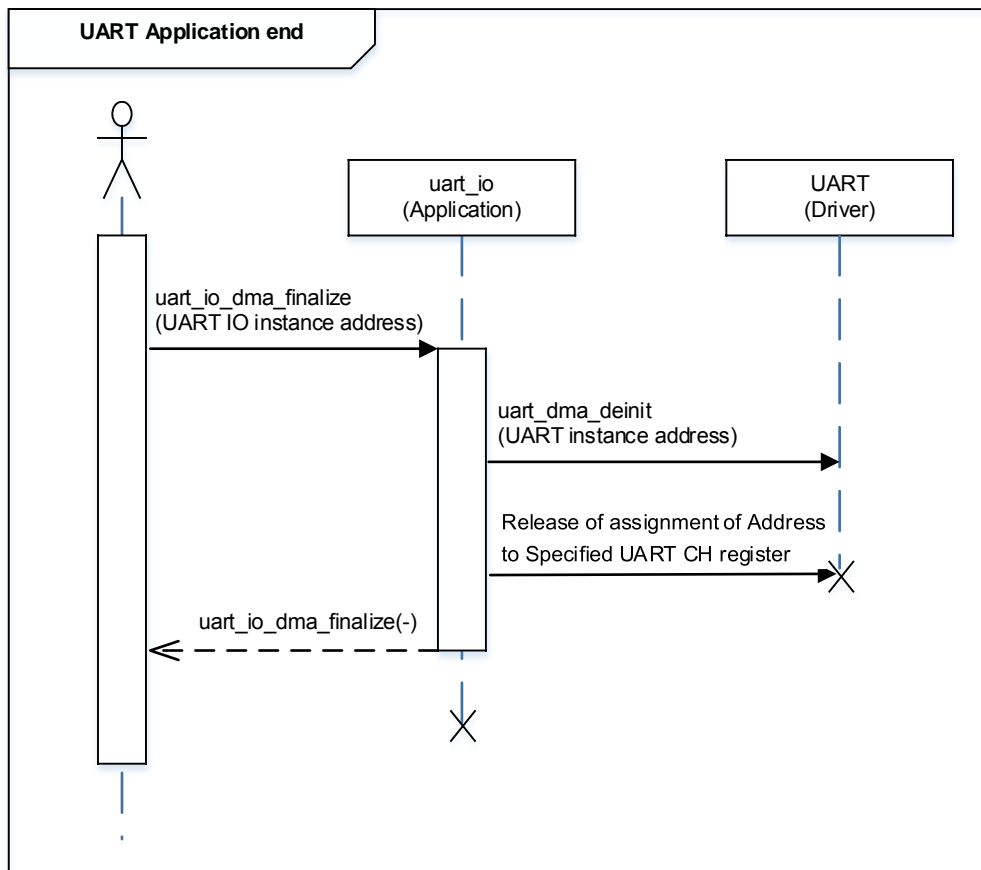 UART Application end
uart_io
(Application)
UART
(Driver)
uart_io_dma_finalize
(UART IO instance address)
uart_dma_deinit
(UART instance address)
Release of assignment of Address
to Specified UART CH register
uart_io_dma_finalize(-)